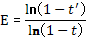 E = ln(1 − t′) / ln(1 − t)